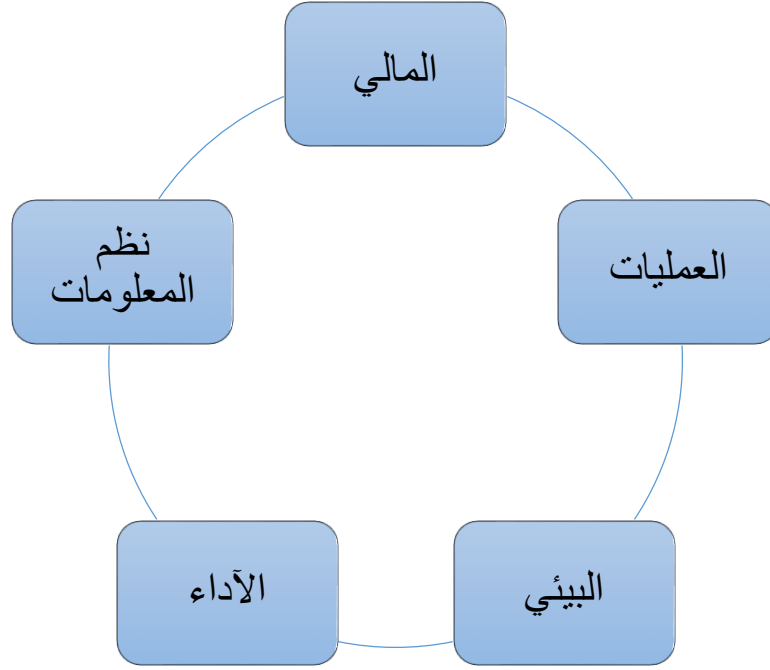 المالي
العمليات
البيئي
الآداء
نظم
المعلومات